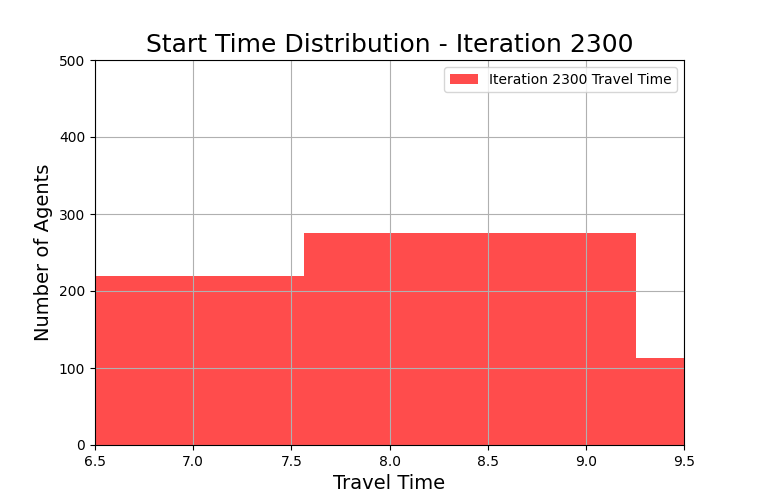 Start Time Distribution - Iteration 2300
Iteration 2300 Travel Time
500
400
300
200
100
0
Number of Agents
6.5 7.0 7.5 8.0 8.5 9.0 9.5
Travel Time